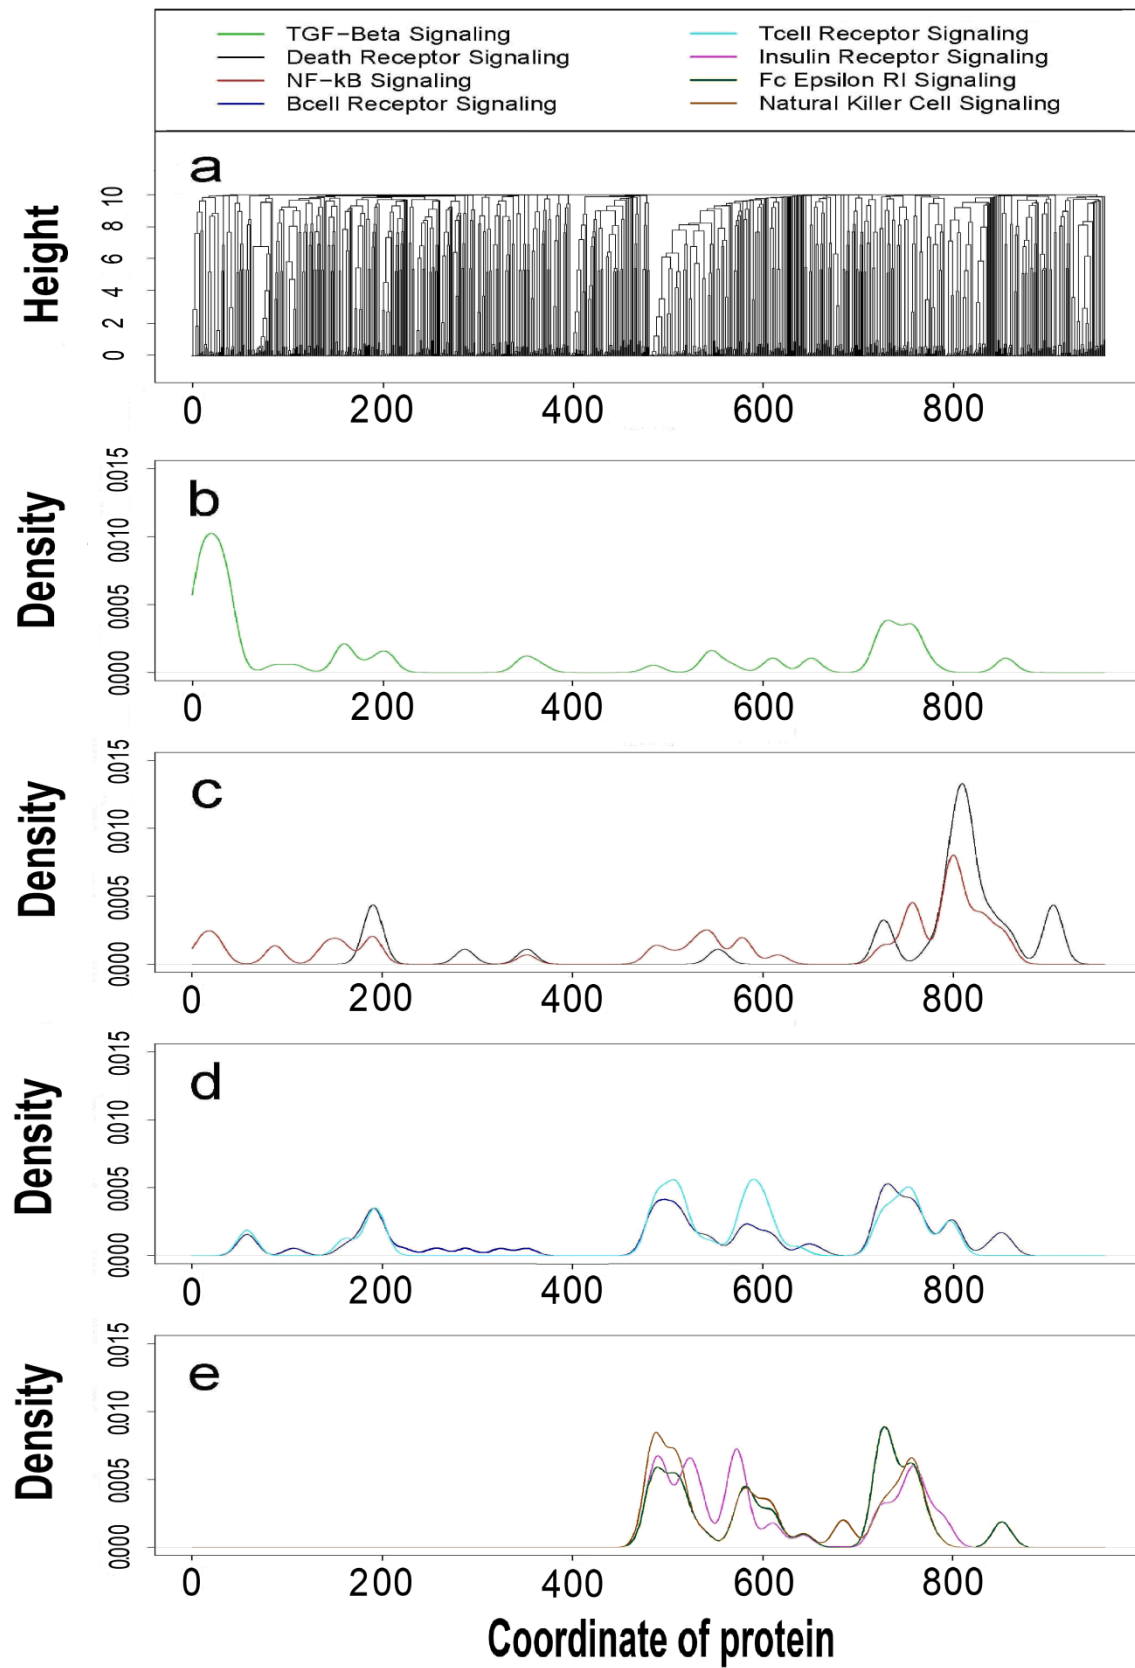 TGF-Beta Signaling
Death Receptor Signaling
NF-kB Signaling
Bcell Receptor Signaling
Tcell Receptor Signaling
Insulin Receptor Signaling
Fc Epsilon RI Signaling
Natural Killer Cell Signaling
a
Height
0 2 4 6 8 10
0 200 400 600 800
b
Density
0.000 0.005 0.010 0.015
0 200 400 600 800
c
Density
0.000 0.005 0.010 0.015
0 200 400 600 800
d
Density
0.000 0.005 0.010 0.015
0 200 400 600 800
e
Density
0.000 0.005 0.010 0.015
0 200 400 600 800
Coordinate of protein